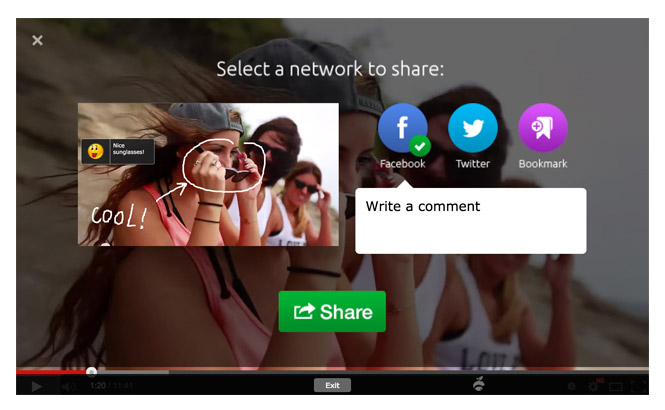 ×
Select a network to share:
Nice
sunglasses!
COOL!
f
Facebook
Twitter
Bookmark
Write a comment
Share
1:20 / 11:41
Exit